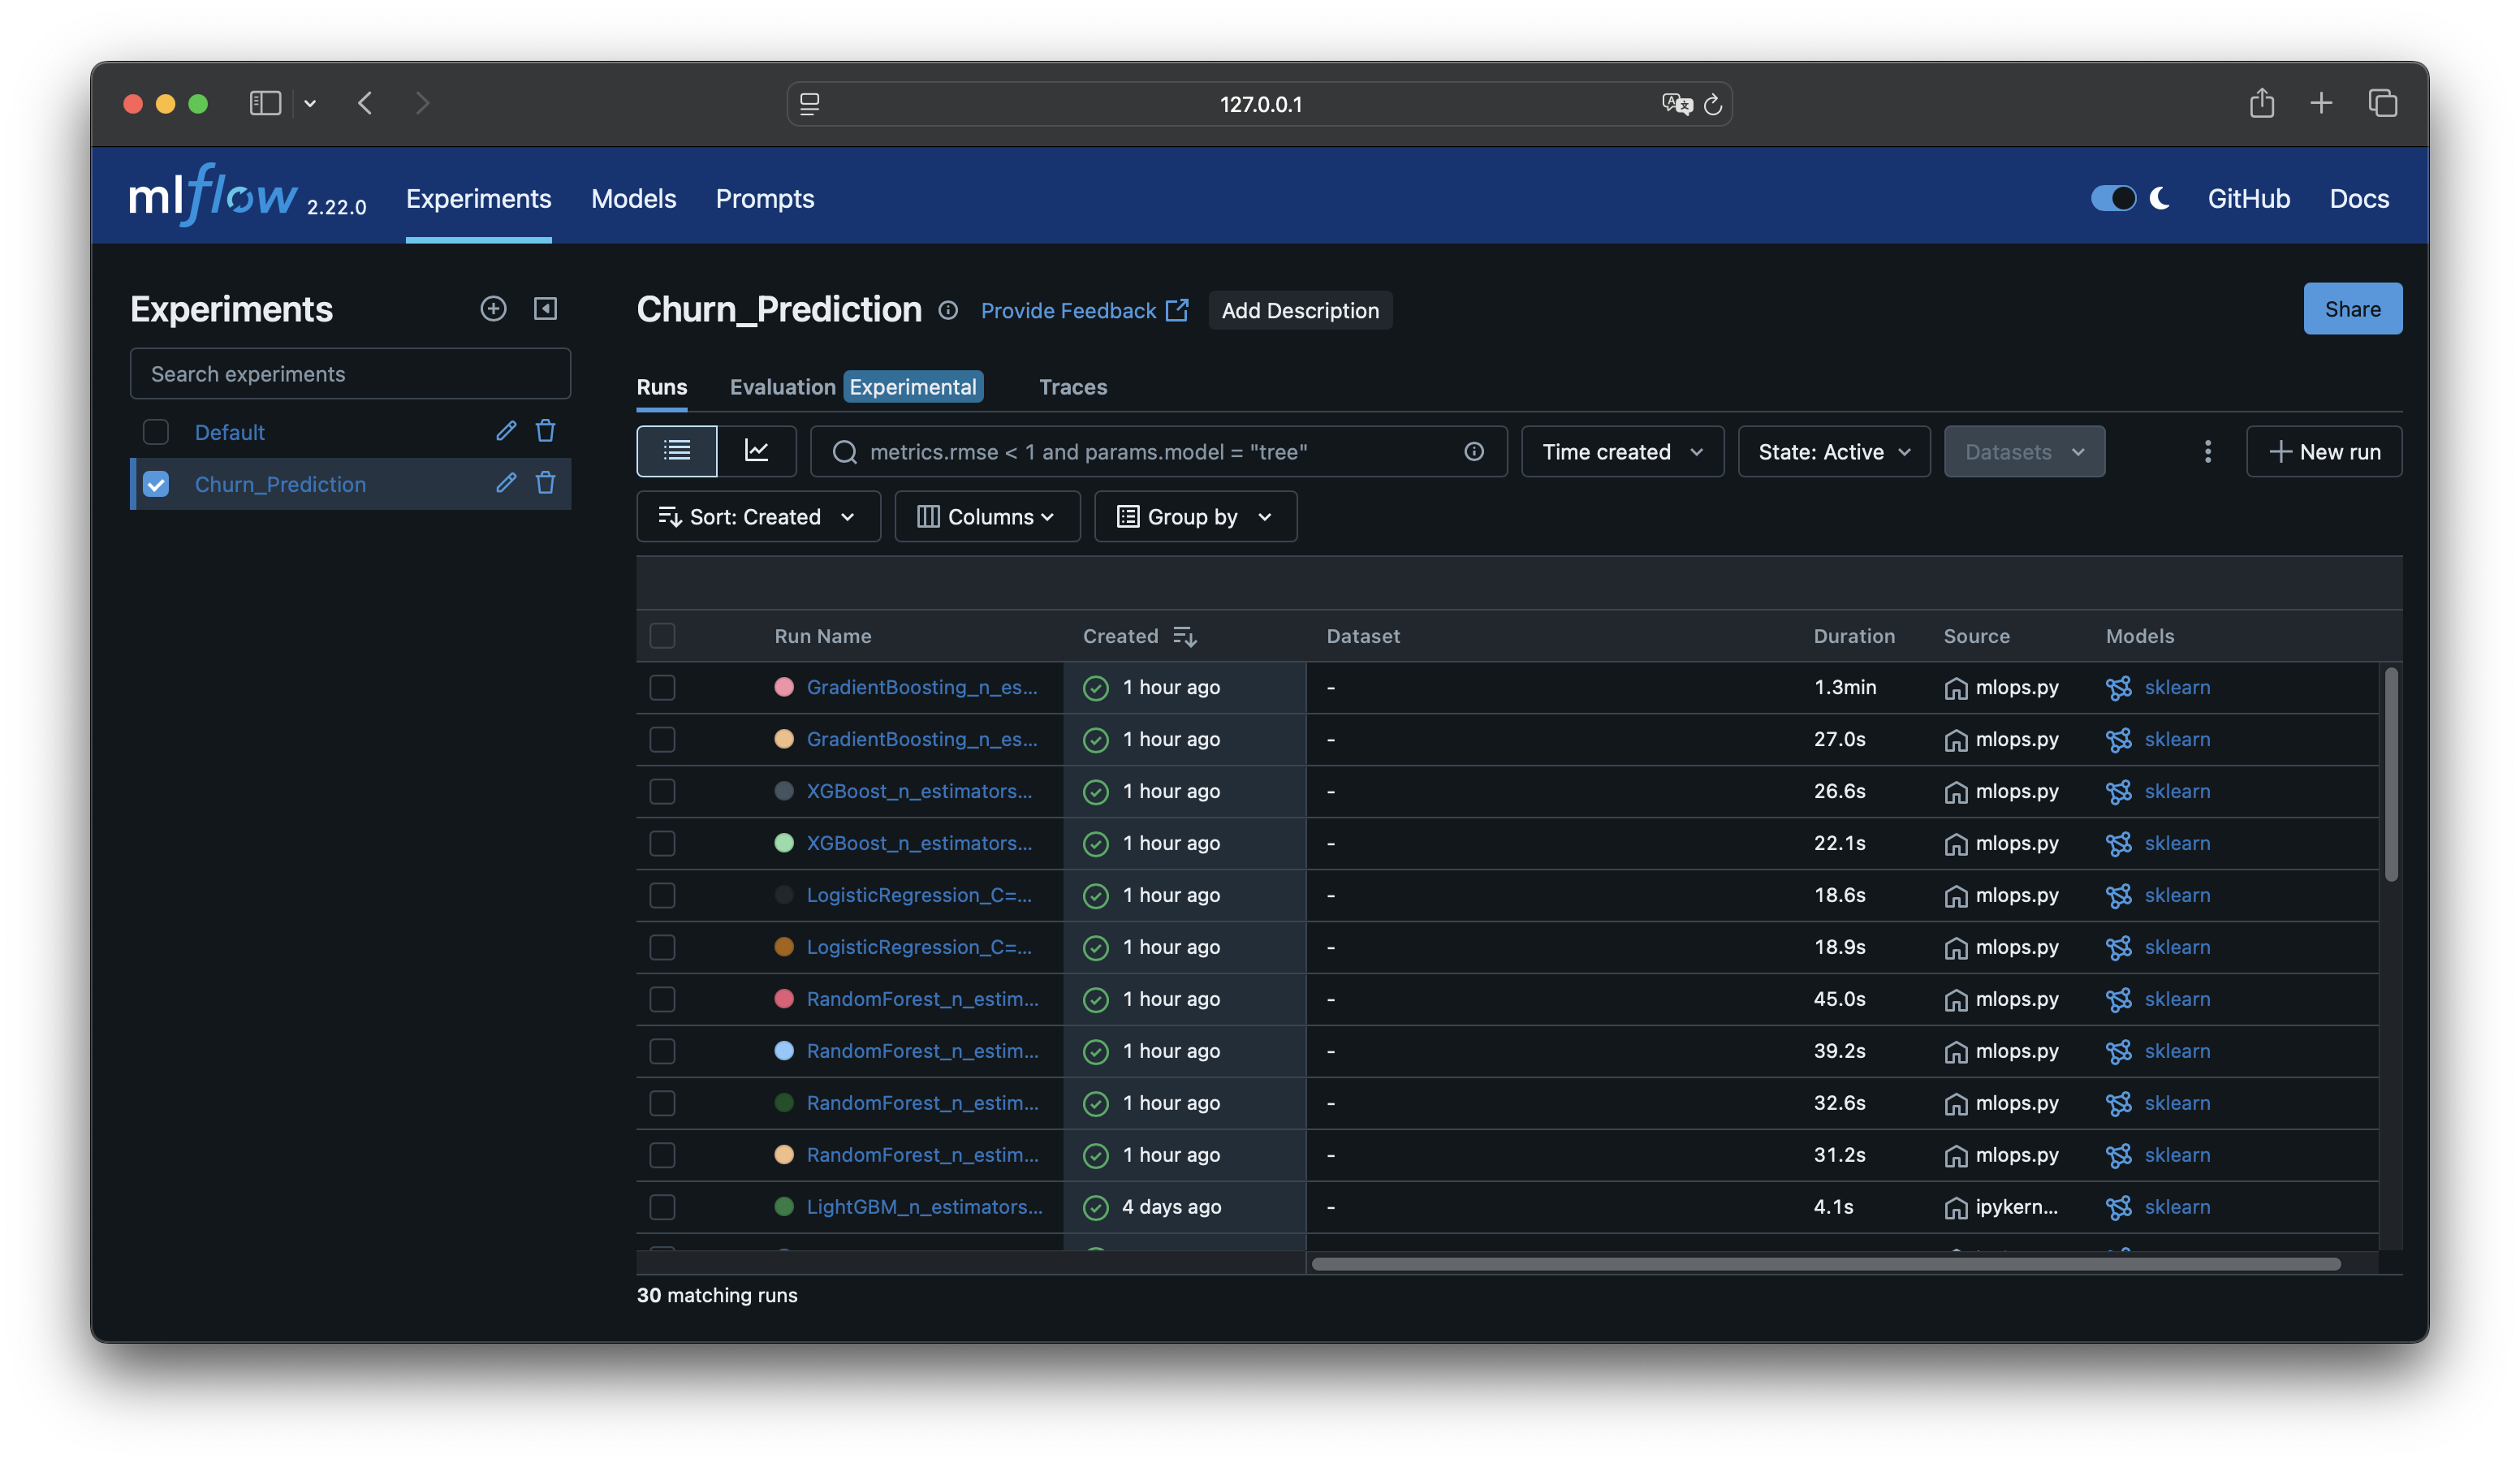 127.0.0.1
mlflow 2.22.0 Experiments Models Prompts GitHub Docs
Experiments
Search experiments
Default
Churn_Prediction
Churn_Prediction Provide Feedback Add Description Share
Runs Evaluation Experimental Traces
metrics.rmse < 1 and params.model = "tree" Time created State: Active Datasets New run
Sort: Created Columns Group by
Run Name Created Dataset Duration Source Models
GradientBoosting_n_es... 1 hour ago - 1.3min mlops.py sklearn
GradientBoosting_n_es... 1 hour ago - 27.0s mlops.py sklearn
XGBoost_n_estimators... 1 hour ago - 26.6s mlops.py sklearn
XGBoost_n_estimators... 1 hour ago - 22.1s mlops.py sklearn
LogisticRegression_C=... 1 hour ago - 18.6s mlops.py sklearn
LogisticRegression_C=... 1 hour ago - 18.9s mlops.py sklearn
RandomForest_n_estim... 1 hour ago - 45.0s mlops.py sklearn
RandomForest_n_estim... 1 hour ago - 39.2s mlops.py sklearn
RandomForest_n_estim... 1 hour ago - 32.6s mlops.py sklearn
RandomForest_n_estim... 1 hour ago - 31.2s mlops.py sklearn
LightGBM_n_estimators... 4 days ago - 4.1s ipykern... sklearn
30 matching runs